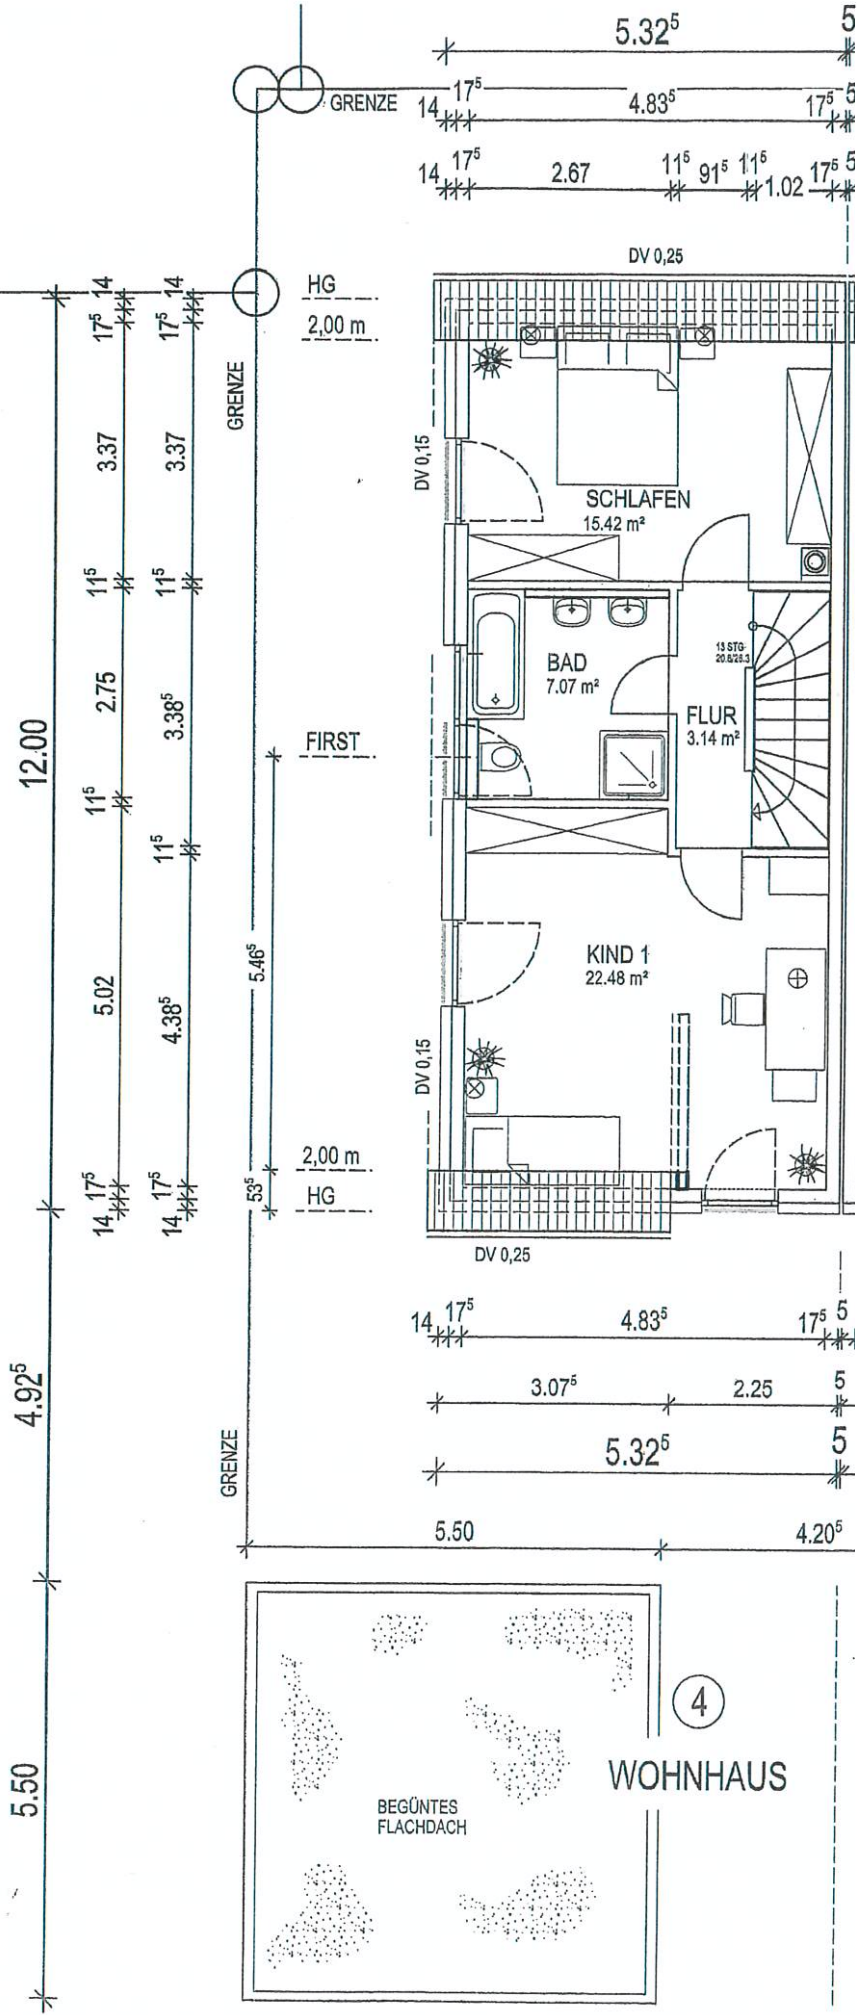 5.32⁵ 5
GRENZE
14 17⁵ 4.83⁵ 17⁵ 5
14 17⁵ 2.67 11⁵ 91⁵ 11⁵ 1.02 17⁵ 5
DV 0,25
14 14 HG
17⁵ 17⁵ 2,00 m
GRENZE
3.37 3.37
DV 0,15
SCHLAFEN
15.42 m²
11⁵ 11⁵
13 STG
20.8/26.3
BAD
7.07 m²
2.75 3.38⁵
FLUR
3.14 m²
12.00
FIRST
11⁵
11⁵
KIND 1
22.48 m²
5.02 4.38⁵ 5.46⁵
DV 0,15
2,00 m
17⁵ 17⁵ 53⁵
HG
14 14
DV 0,25
14 17⁵ 4.83⁵ 17⁵ 5
3.07⁵ 2.25 5
4.92⁵
GRENZE
5.32⁵ 5
5.50 4.20⁵
4
WOHNHAUS
5.50
BEGÜNTES
FLACHDACH